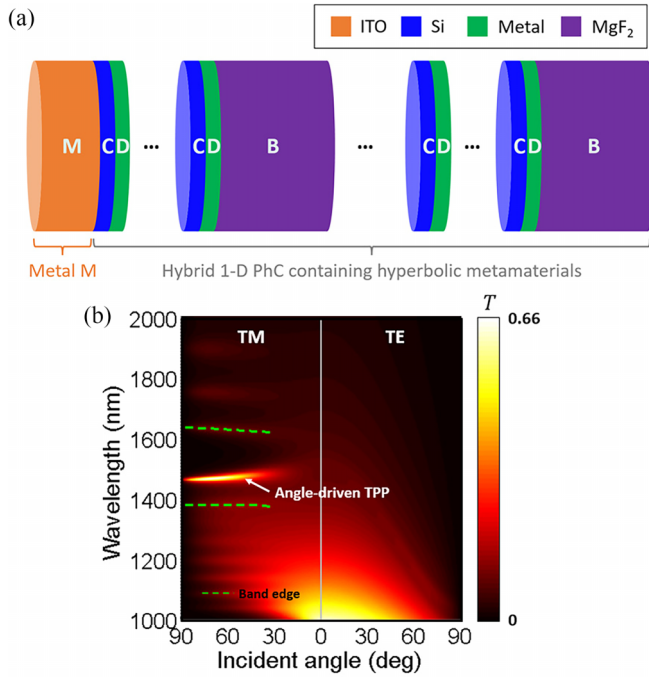 (a)
ITO Si Metal MgF₂
M C D ... C D B ... C D ... C D B
Metal M Hybrid 1-D PhC containing hyperbolic metamaterials
(b)
T
TM TE
0.66
0
2000
1800
1600
1400
1200
1000
Wavelength (nm)
Angle-driven TPP
Band edge
90 60 30 0 30 60 90
Incident angle (deg)